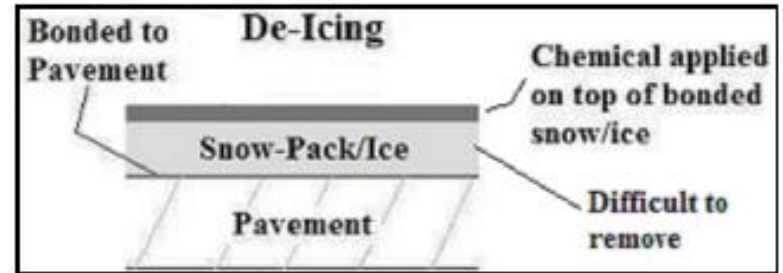 De-Icing
Bonded to
Pavement
Chemical applied
on top of bonded
snow/ice
Snow-Pack/Ice
Difficult to
remove
Pavement